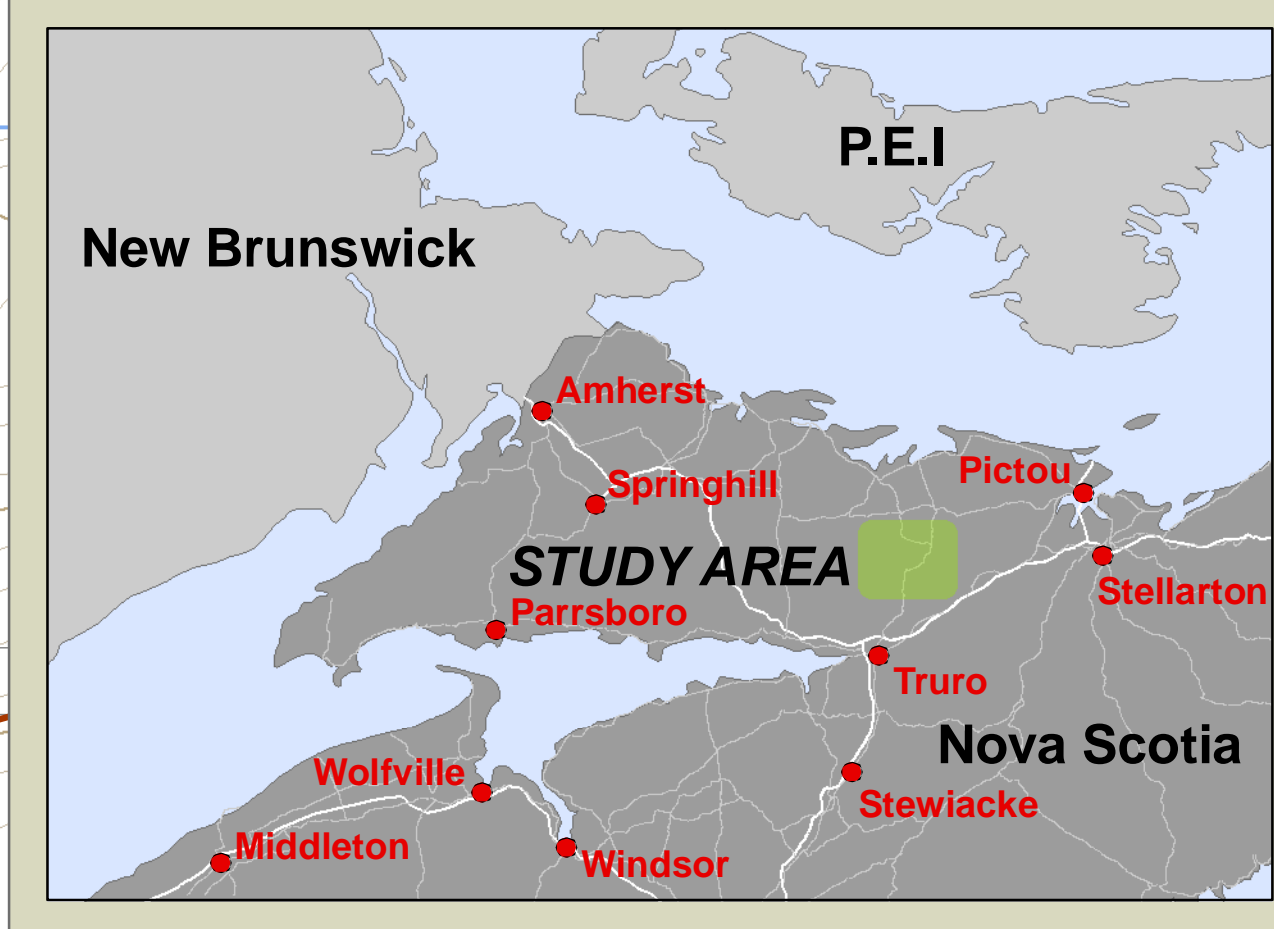 P.E.I
New Brunswick
Amherst
Springhill
Pictou
STUDY AREA
Stellarton
Parrsboro
Truro
Nova Scotia
Wolfville
Stewiacke
Middleton
Windsor